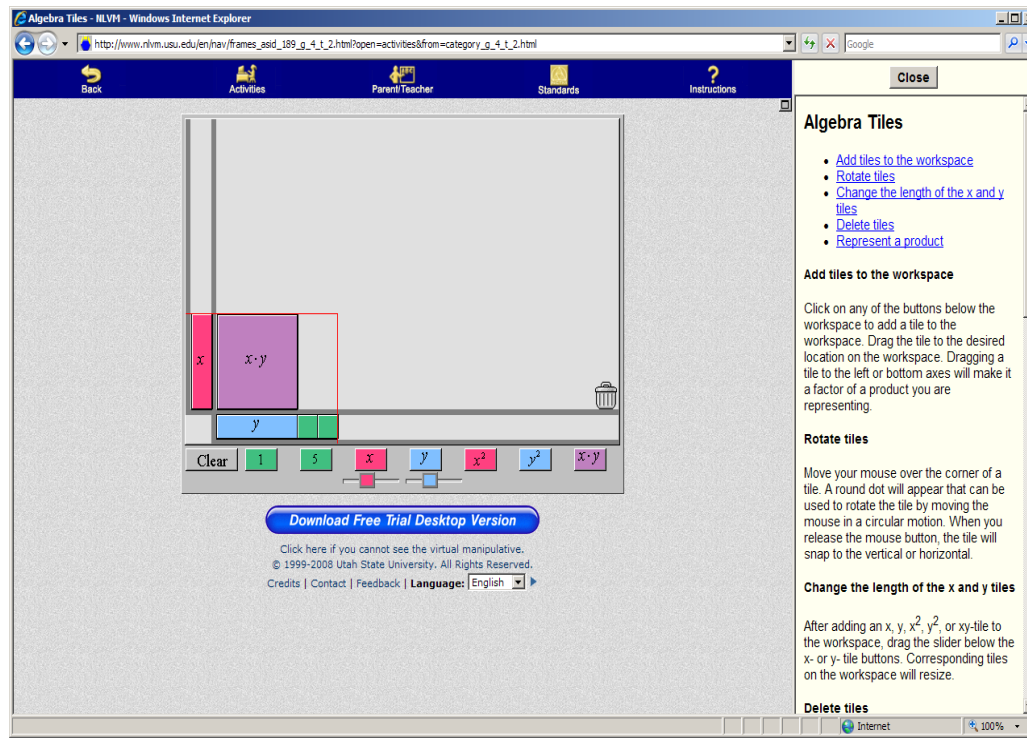 Algebra Tiles - NLVM - Windows Internet Explorer
http://www.nlvm.usu.edu/en/nav/frames_asid_189_g_4_t_2.html?open=activities&from=category_g_4_t_2.html
Google
Back
Activities
Parent/Teacher
Standards
Instructions
Close
x
x·y
y
Clear
1
5
x
y
x²
y²
x·y
Download Free Trial Desktop Version
Click here if you cannot see the virtual manipulative.
© 1999-2008 Utah State University. All Rights Reserved.
Credits | Contact | Feedback | Language: English
Algebra Tiles
Add tiles to the workspace
Rotate tiles
Change the length of the x and y
tiles
Delete tiles
Represent a product
Add tiles to the workspace
Click on any of the buttons below the
workspace to add a tile to the
workspace. Drag the tile to the desired
location on the workspace. Dragging a
tile to the left or bottom axes will make it
a factor of a product you are
representing.
Rotate tiles
Move your mouse over the corner of a
tile. A round dot will appear that can be
used to rotate the tile by moving the
mouse in a circular motion. When you
release the mouse button, the tile will
snap to the vertical or horizontal.
Change the length of the x and y tiles
After adding an x, y, x², y², or xy-tile to
the workspace, drag the slider below the
x- or y- tile buttons. Corresponding tiles
on the workspace will resize.
Delete tiles
Internet
100%